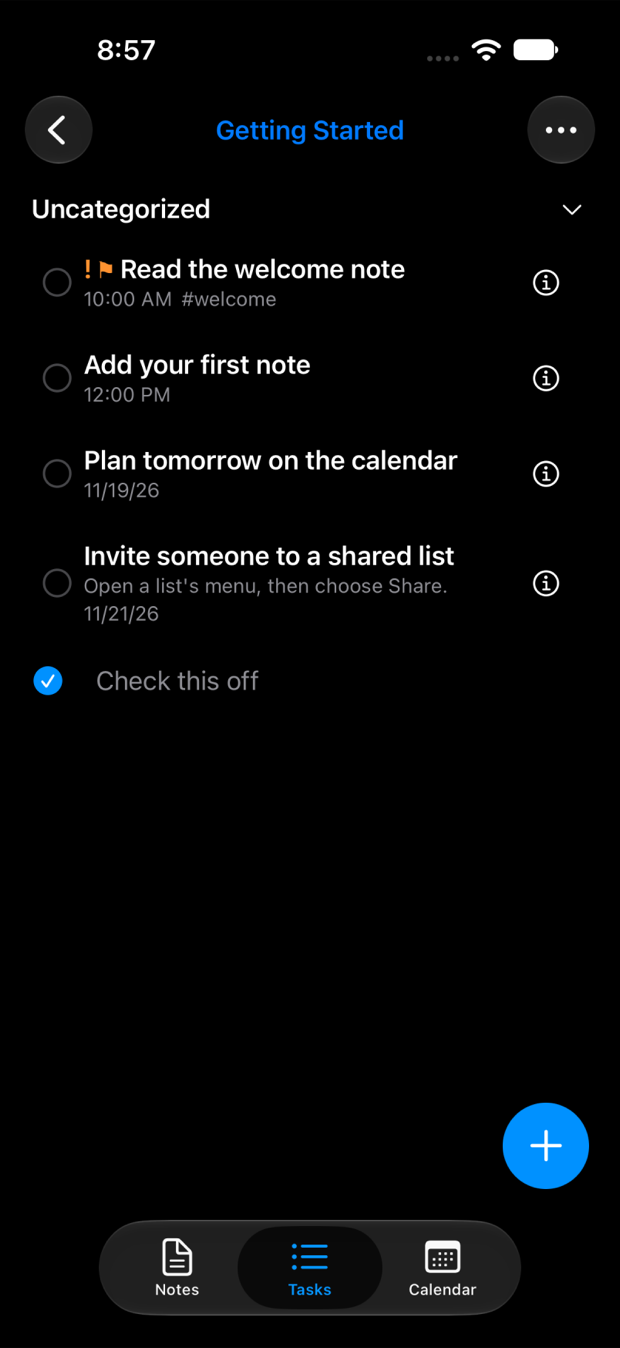 8:57
Getting Started
Uncategorized
! Read the welcome note
10:00 AM #welcome
Add your first note
12:00 PM
Plan tomorrow on the calendar
11/19/26
Invite someone to a shared list
Open a list's menu, then choose Share.
11/21/26
Check this off
Notes
Tasks
Calendar